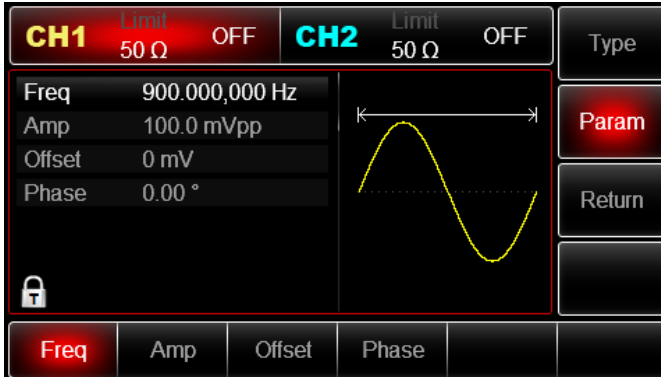 CH1 Limit OFF CH2 Limit OFF Type
50 Ω 50 Ω
Freq 900.000,000 Hz
Amp 100.0 mVpp Param
Offset 0 mV
Phase 0.00 ° Return
T
Freq Amp Offset Phase